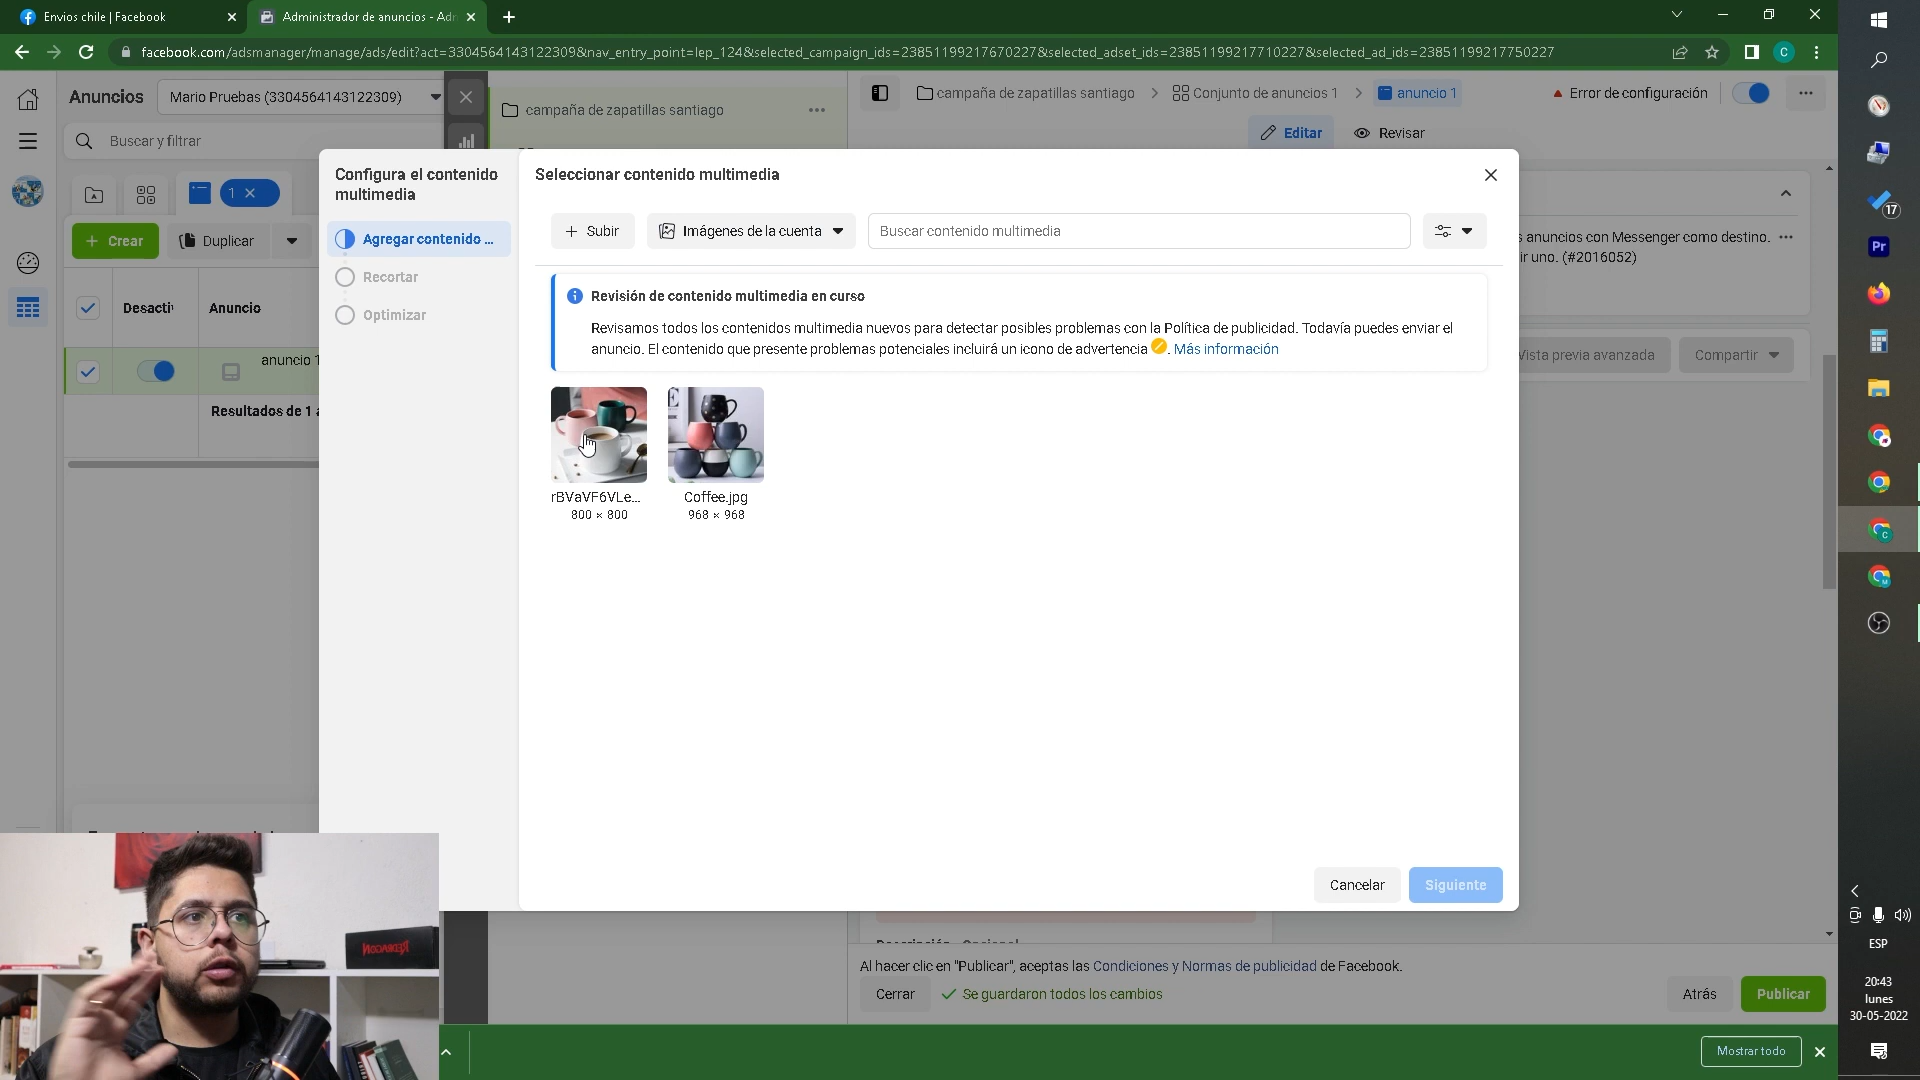 Envios chile | Facebook
Administrador de anuncios - Adm
facebook.com/adsmanager/manage/ads/edit?act=3304564143122309&nav_entry_point=lep_124&selected_campaign_ids=23851199217670227&selected_adset_ids=23851199217710227&selected_ad_ids=23851199217750227
C
Anuncios
Mario Pruebas (3304564143122309)
campaña de zapatillas santiago
campaña de zapatillas santiago
Conjunto de anuncios 1
anuncio 1
Error de configuración
Buscar y filtrar
Editar
Revisar
1
Crear
Duplicar
Desactiv
Anuncio
anuncio 1
Resultados de 1 a
Configura el contenido
multimedia
Agregar contenido ...
Recortar
Optimizar
Seleccionar contenido multimedia
Subir
Imágenes de la cuenta
Buscar contenido multimedia
Revisión de contenido multimedia en curso
Revisamos todos los contenidos multimedia nuevos para detectar posibles problemas con la Política de publicidad. Todavía puedes enviar el
anuncio. El contenido que presente problemas potenciales incluirá un icono de advertencia . Más información
rBVaVF6VLe...
800 × 800
Coffee.jpg
968 × 968
Cancelar
Siguiente
s anuncios con Messenger como destino.
ir uno. (#2016052)
Vista previa avanzada
Compartir
Al hacer clic en "Publicar", aceptas las Condiciones y Normas de publicidad de Facebook.
Cerrar
Se guardaron todos los cambios
Atrás
Publicar
Mostrar todo
REDRAGON
17
Pr
C
M
ESP
20:43
lunes
30-05-2022